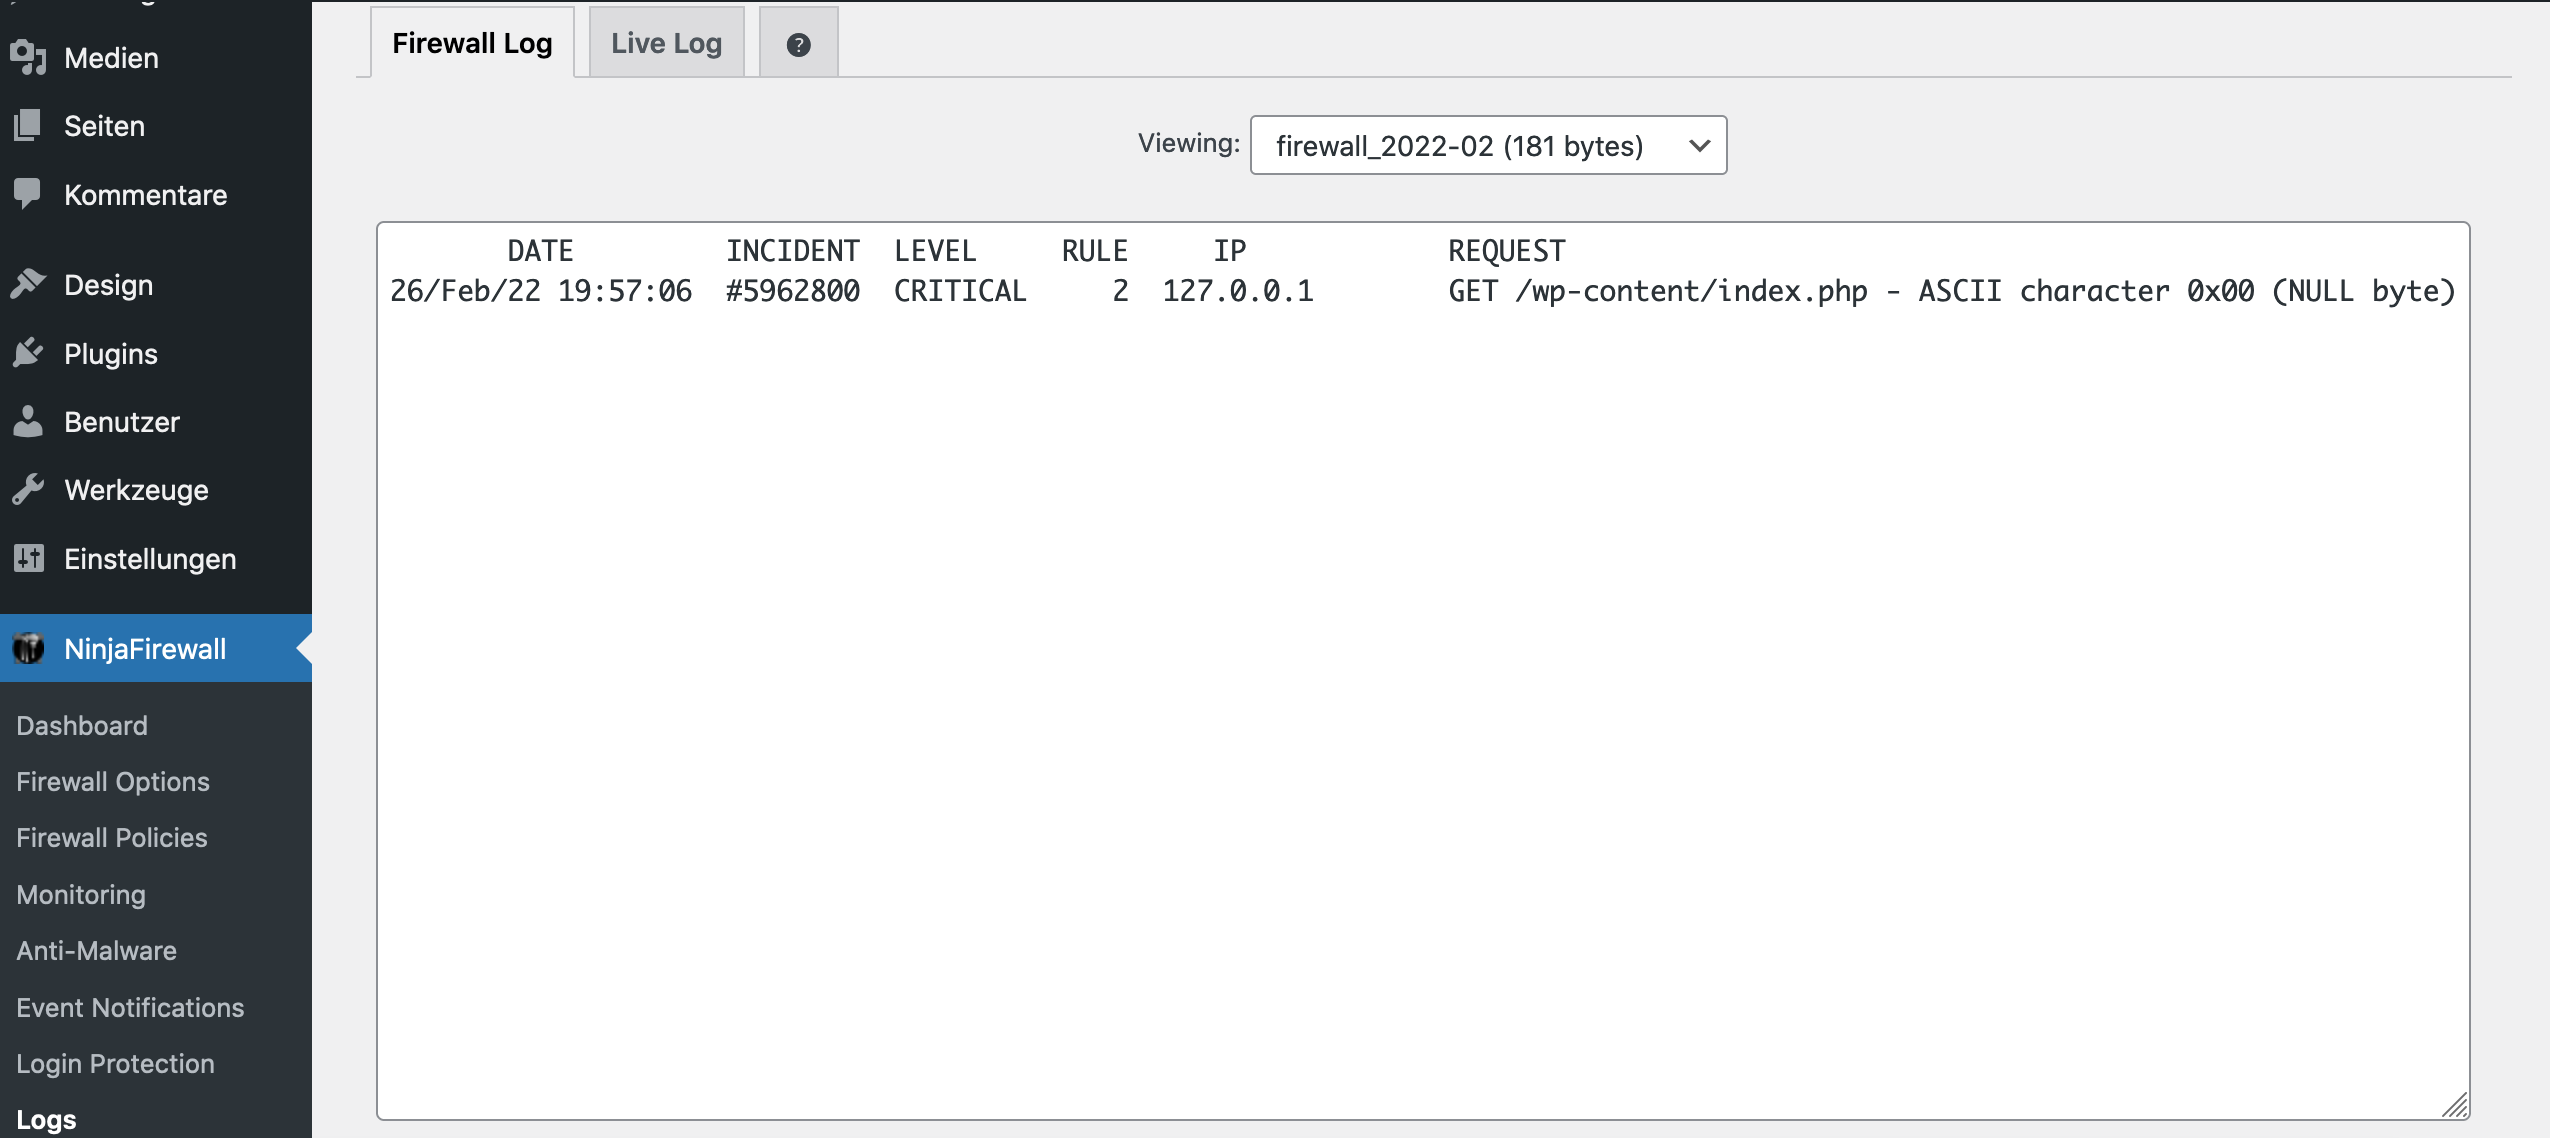 Medien
Seiten
Kommentare
Design
Plugins
Benutzer
Werkzeuge
Einstellungen
NinjaFirewall
Dashboard
Firewall Options
Firewall Policies
Monitoring
Anti-Malware
Event Notifications
Login Protection
Logs
Firewall Log
Live Log
?
Viewing: firewall_2022-02 (181 bytes)
DATE INCIDENT LEVEL RULE IP REQUEST
26/Feb/22 19:57:06 #5962800 CRITICAL 2 127.0.0.1 GET /wp-content/index.php - ASCII character 0x00 (NULL byte)